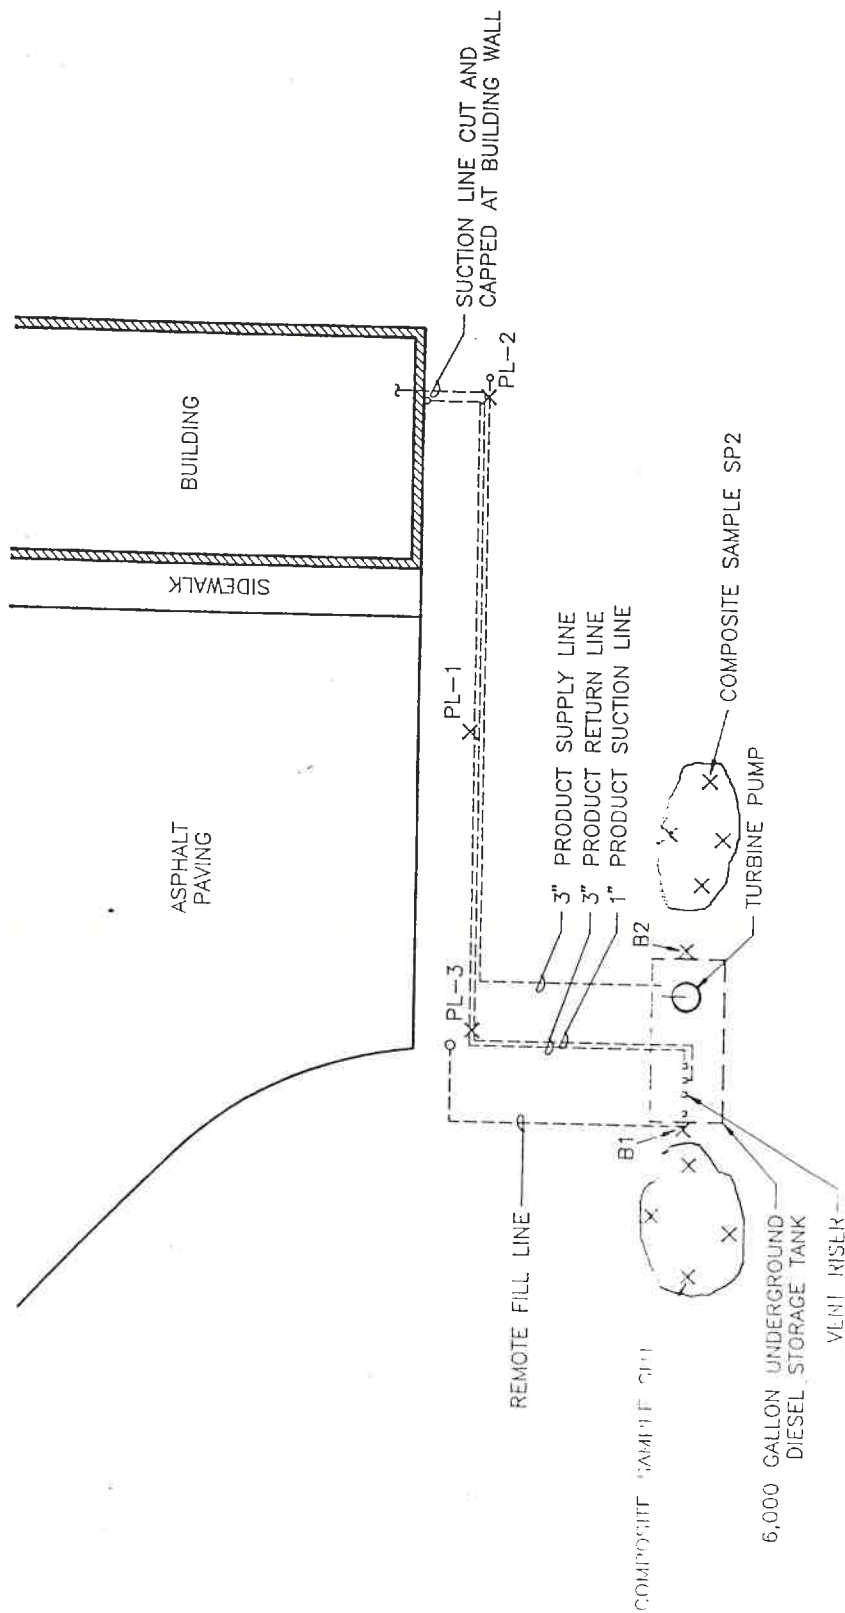 SUCTION LINE CUT AND
CAPPED AT BUILDING WALL
BUILDING
SIDEWALK
PL-2
ASPHALT
PAVING
PL-1
PL-3
3" PRODUCT SUPPLY LINE
3" PRODUCT RETURN LINE
1" PRODUCT SUCTION LINE
COMPOSITE SAMPLE SP2
TURBINE PUMP
B2
B1
REMOTE FILL LINE
COMPOSITE SAMPLE
6,000 GALLON UNDERGROUND
DIESEL STORAGE TANK
VENT RISER